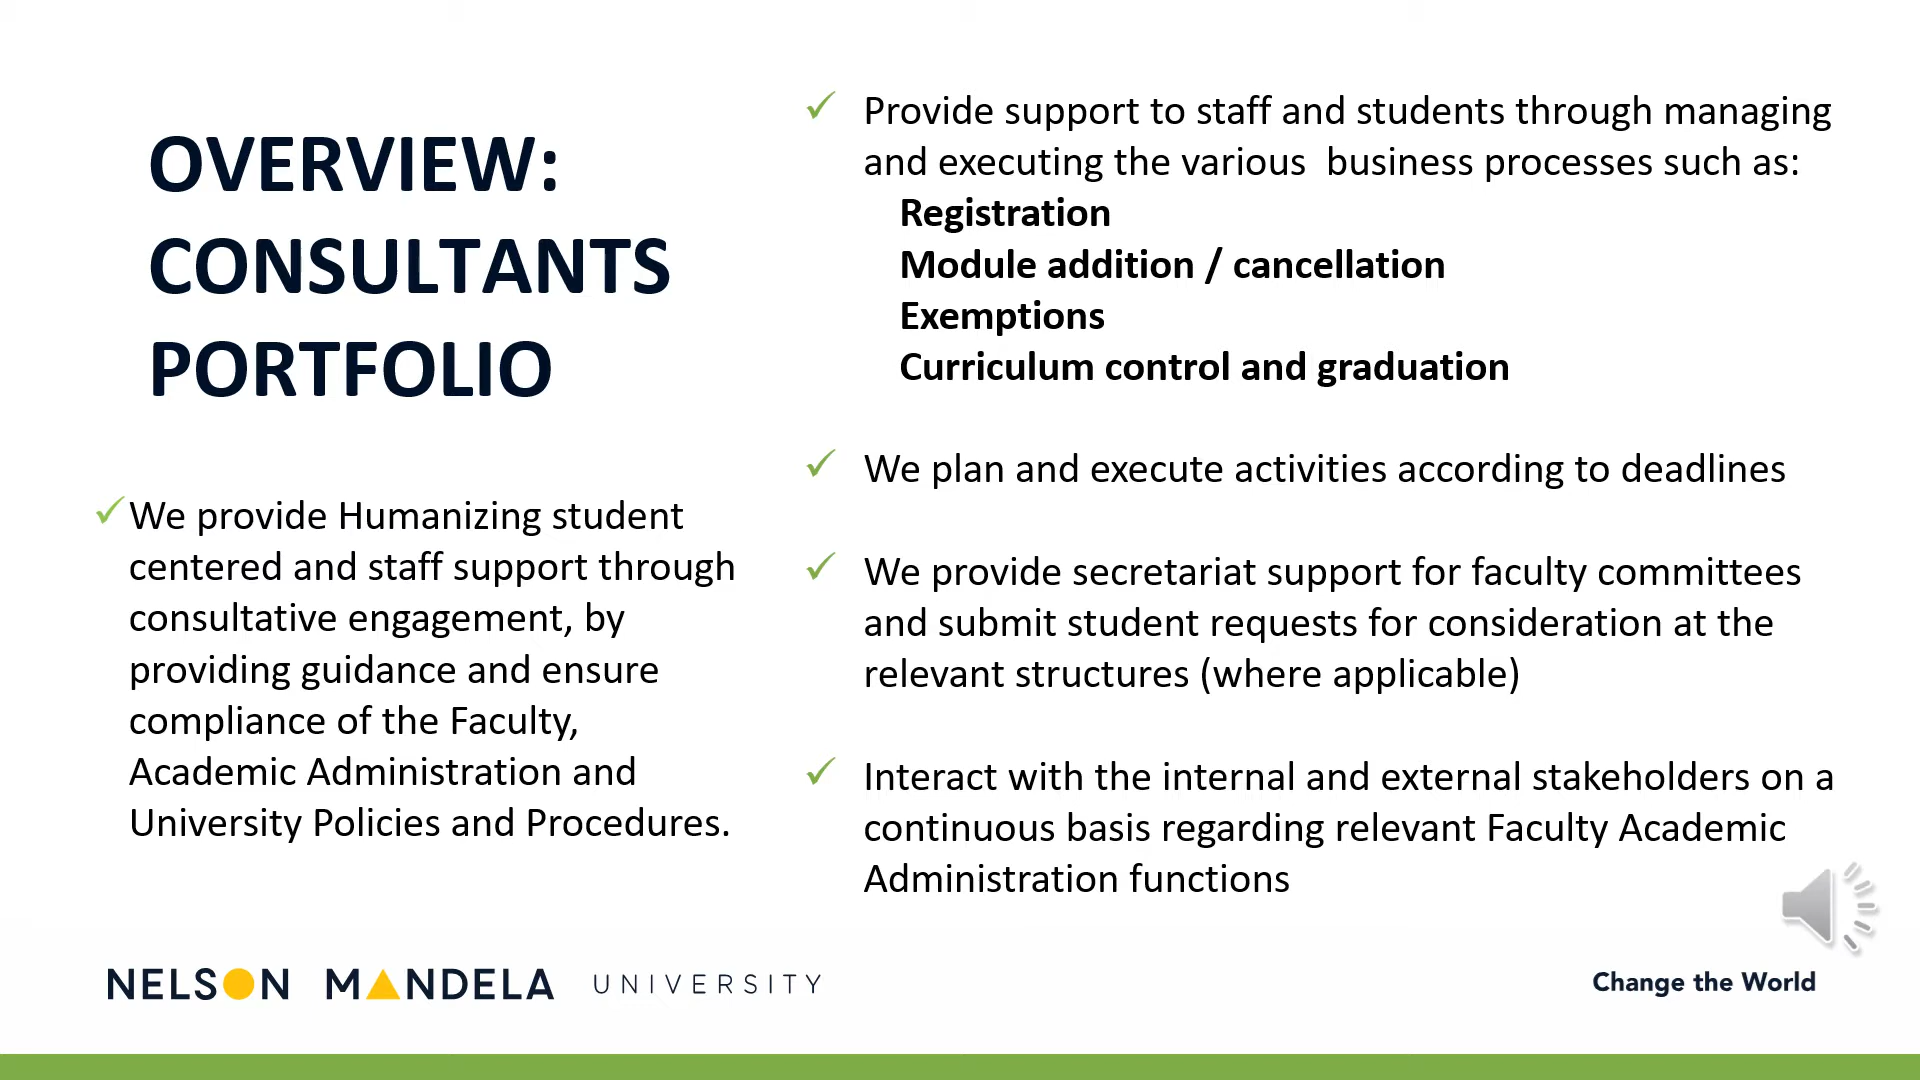 OVERVIEW:
CONSULTANTS
PORTFOLIO
We provide Humanizing student
centered and staff support through
consultative engagement, by
providing guidance and ensure
compliance of the Faculty,
Academic Administration and
University Policies and Procedures.
Provide support to staff and students through managing
and executing the various  business processes such as:
Registration
Module addition / cancellation
Exemptions
Curriculum control and graduation
We plan and execute activities according to deadlines
We provide secretariat support for faculty committees
and submit student requests for consideration at the
relevant structures (where applicable)
Interact with the internal and external stakeholders on a
continuous basis regarding relevant Faculty Academic
Administration functions
NELSON MANDELA UNIVERSITY
Change the World